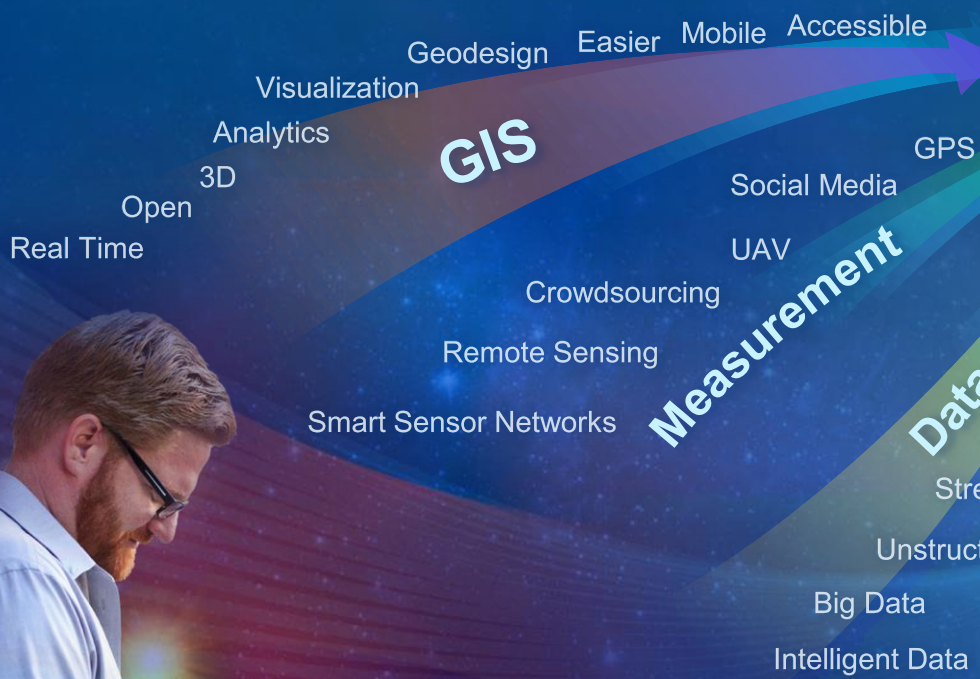 Accessible
Mobile
Easier
Geodesign
Visualization
Analytics
3D
Open
Real Time
GIS
GPS
Social Media
UAV
Crowdsourcing
Remote Sensing
Smart Sensor Networks
Measurement
Data
Big Data
Intelligent Data